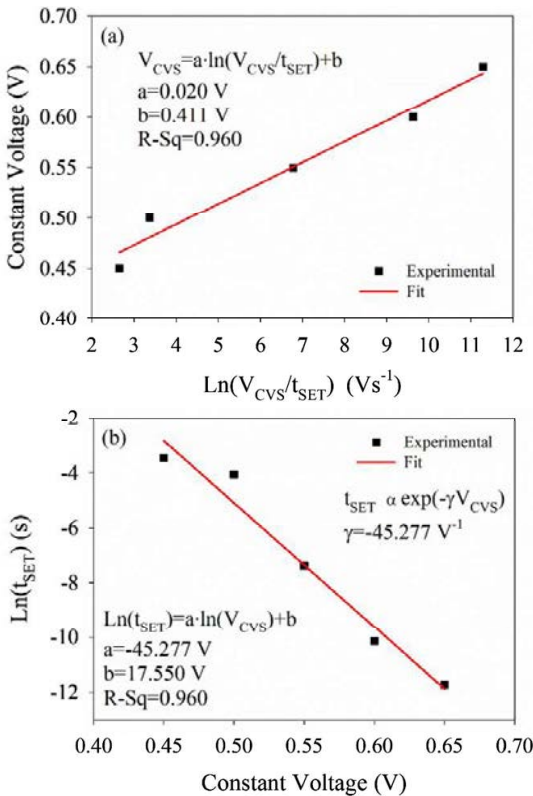 0.70
(a)
V_CVS=a·ln(V_CVS/t_SET)+b
a=0.020 V
b=0.411 V
R-Sq=0.960
0.65
0.60
0.55
0.50
0.45
0.40
Constant Voltage (V)
Experimental
Fit
2 3 4 5 6 7 8 9 10 11 12
Ln(V_CVS/t_SET) (Vs⁻¹)
-2
(b)
Experimental
Fit
t_SET α exp(-γV_CVS)
γ=-45.277 V⁻¹
-4
-6
-8
-10
-12
Ln(t_SET) (s)
Ln(t_SET)=a·ln(V_CVS)+b
a=-45.277 V
b=17.550 V
R-Sq=0.960
0.40 0.45 0.50 0.55 0.60 0.65 0.70
Constant Voltage (V)